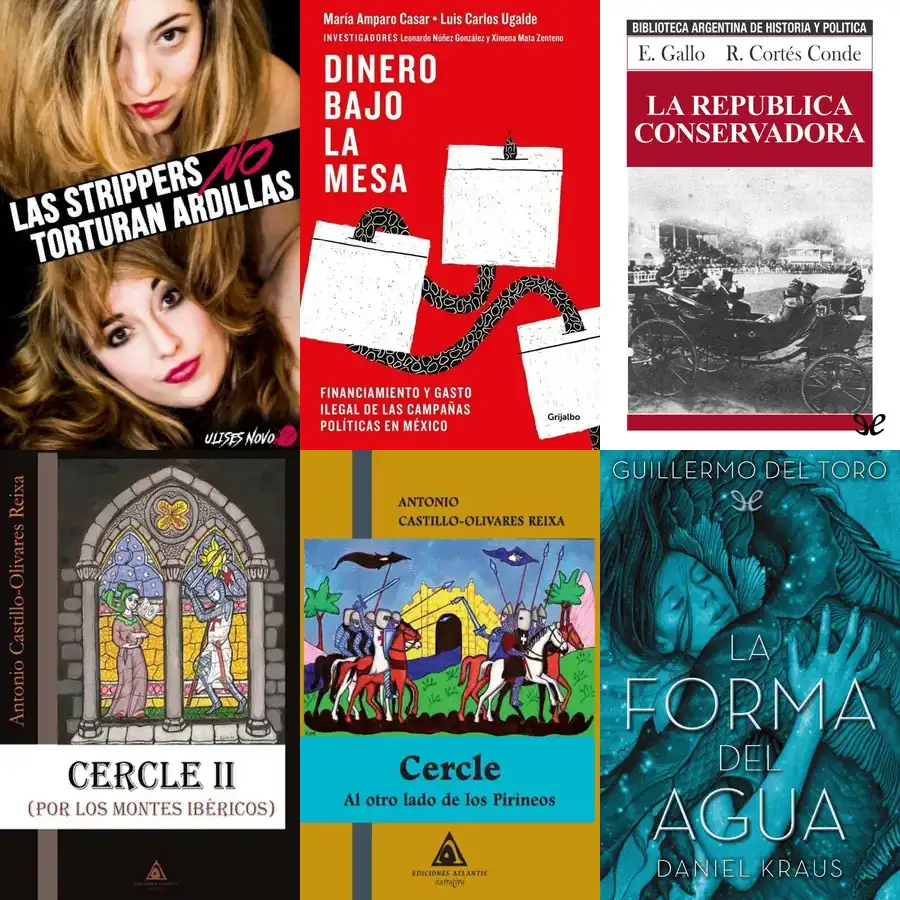 LAS STRIPPERS NO
TORTURAN ARDILLAS
ULISES NOVO
María Amparo Casar • Luis Carlos Ugalde
INVESTIGADORES Leonardo Núñez González y Ximena Mata Zenteno
DINERO
BAJO
LA
MESA
FINANCIAMIENTO Y GASTO
ILEGAL DE LAS CAMPAÑAS
POLÍTICAS EN MÉXICO
Grijalbo
BIBLIOTECA ARGENTINA DE HISTORIA Y POLITICA
E. Gallo R. Cortés Conde
LA REPUBLICA
CONSERVADORA
Antonio Castillo-Olivares Reixa
CERCLE II
(POR LOS MONTES IBÉRICOS)
EDICIONES ATLANTIS
ANTONIO
CASTILLO-OLIVARES REIXA
Cercle
Al otro lado de los Pirineos
EDICIONES ATLANTIS
narrativa
GUILLERMO DEL TORO
LA
FORMA
DEL
AGUA
DANIEL KRAUS